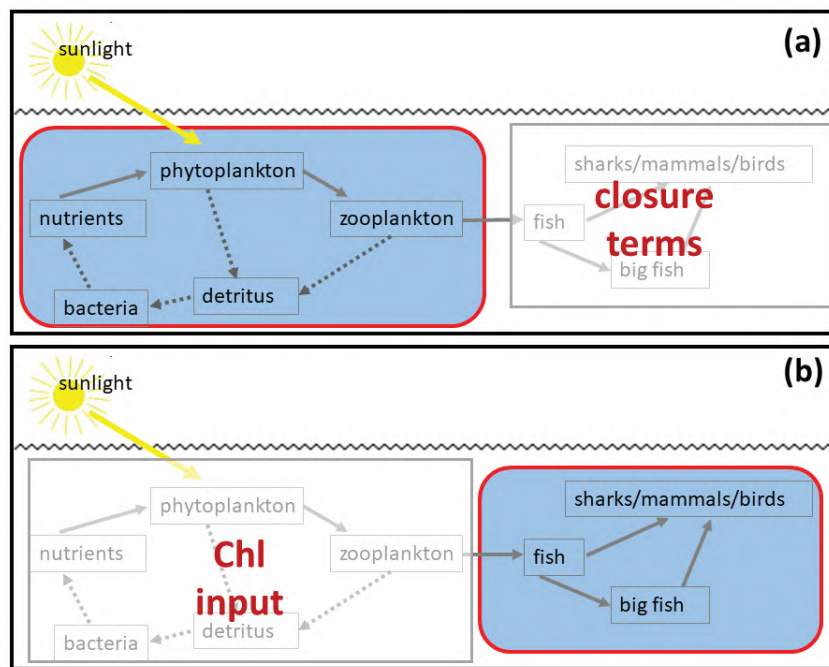 sunlight
(a)
phytoplankton
sharks/mammals/birds
closure
terms
nutrients
zooplankton
fish
big fish
bacteria
detritus
sunlight
(b)
phytoplankton
sharks/mammals/birds
nutrients
zooplankton
fish
Chl
input
big fish
bacteria
detritus